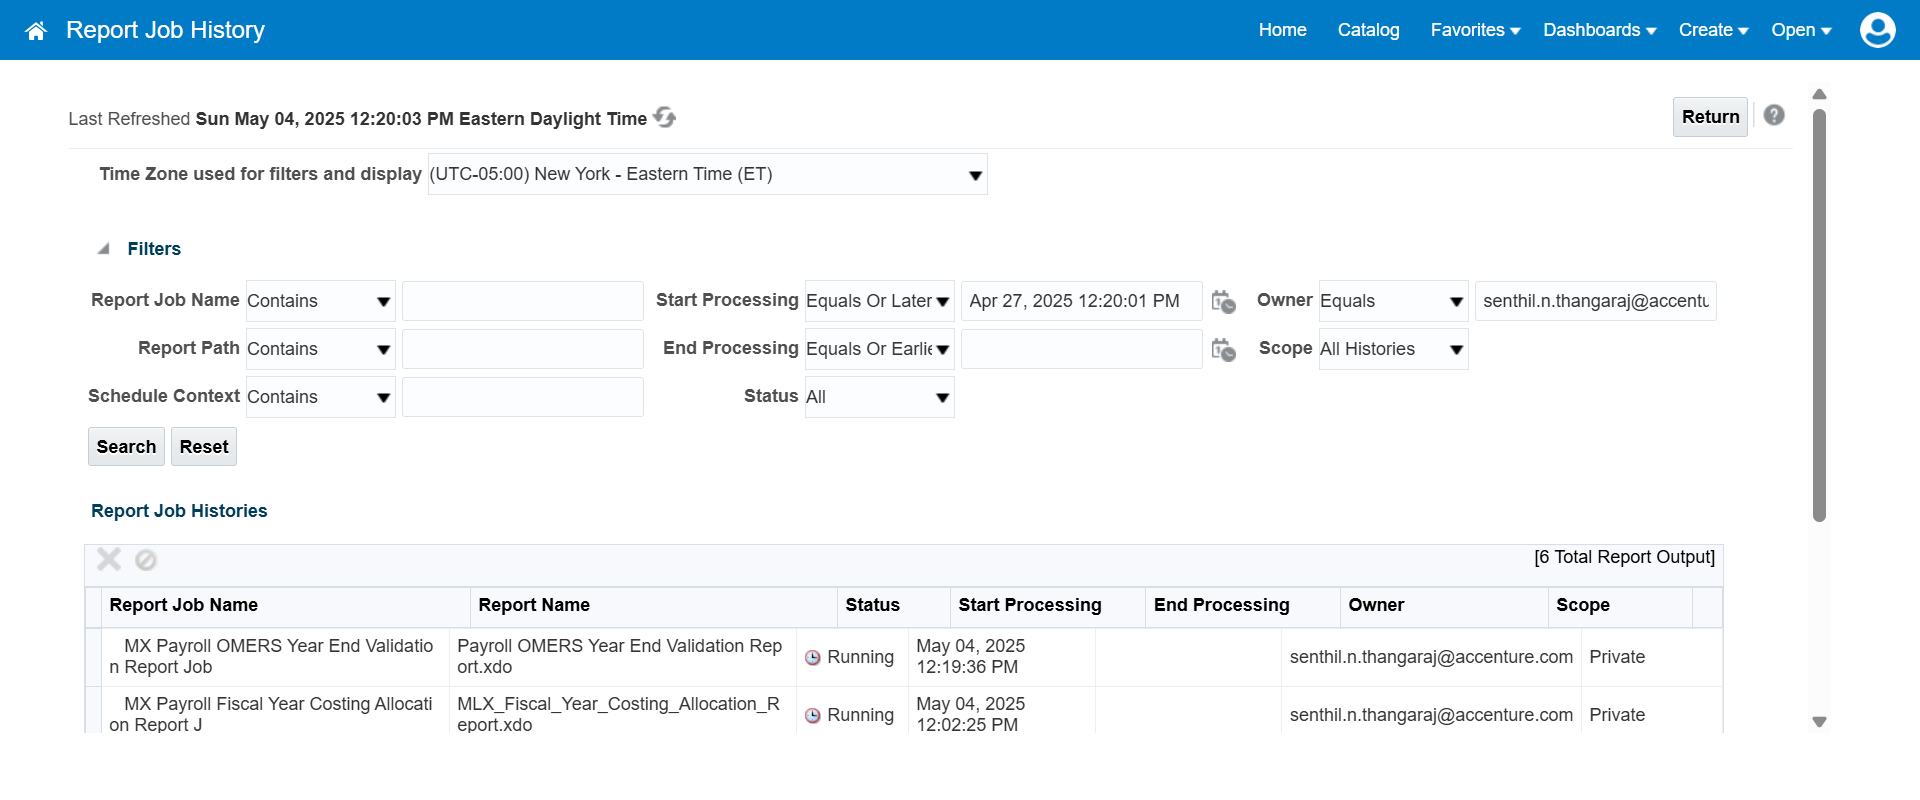 Report Job History
Home Catalog Favorites Dashboards Create Open
Last Refreshed Sun May 04, 2025 12:20:03 PM Eastern Daylight Time
Return
Time Zone used for filters and display (UTC-05:00) New York - Eastern Time (ET)
Filters
Report Job Name Contains Start Processing Equals Or Later Apr 27, 2025 12:20:01 PM Owner Equals senthil.n.thangaraj@accentu
Report Path Contains End Processing Equals Or Earlie Scope All Histories
Schedule Context Contains Status All
Search Reset
Report Job Histories
[6 Total Report Output]
Report Job Name Report Name Status Start Processing End Processing Owner Scope
MX Payroll OMERS Year End Validatio
n Report Job
Payroll OMERS Year End Validation Rep
ort.xdo
Running
May 04, 2025
12:19:36 PM
senthil.n.thangaraj@accenture.com
Private
MX Payroll Fiscal Year Costing Allocati
on Report J
MLX_Fiscal_Year_Costing_Allocation_R
eport.xdo
Running
May 04, 2025
12:02:25 PM
senthil.n.thangaraj@accenture.com
Private